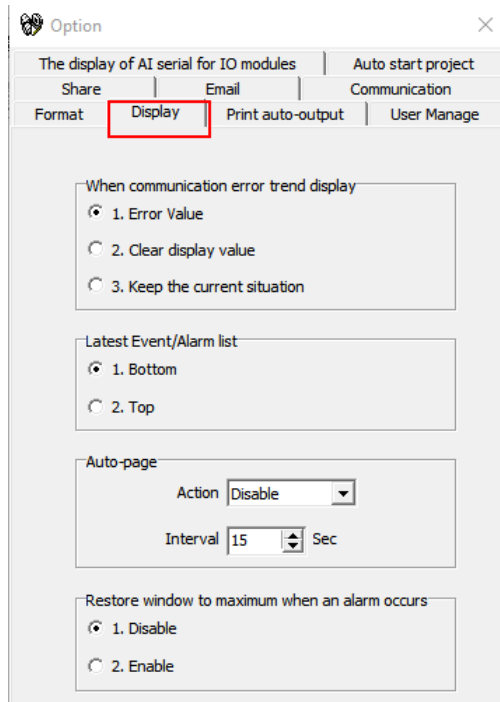 Option
The display of AI serial for IO modules Auto start project
Share Email Communication
Format Display Print auto-output User Manage
When communication error trend display
1. Error Value
2. Clear display value
3. Keep the current situation
Latest Event/Alarm list
1. Bottom
2. Top
Auto-page
Action Disable
Interval 15 Sec
Restore window to maximum when an alarm occurs
1. Disable
2. Enable